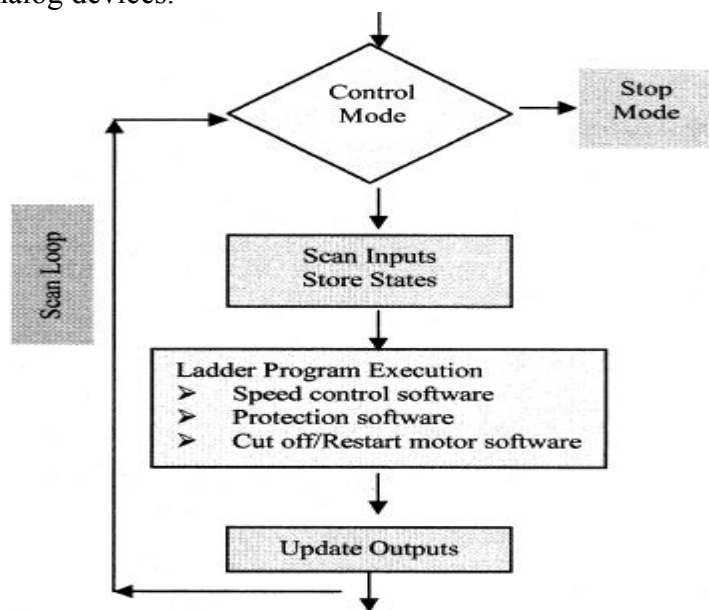 alog devices.
Control
Mode
Stop
Mode
Scan Loop
Scan Inputs
Store States
Ladder Program Execution
➢ Speed control software
➢ Protection software
➢ Cut off/Restart motor software
Update Outputs